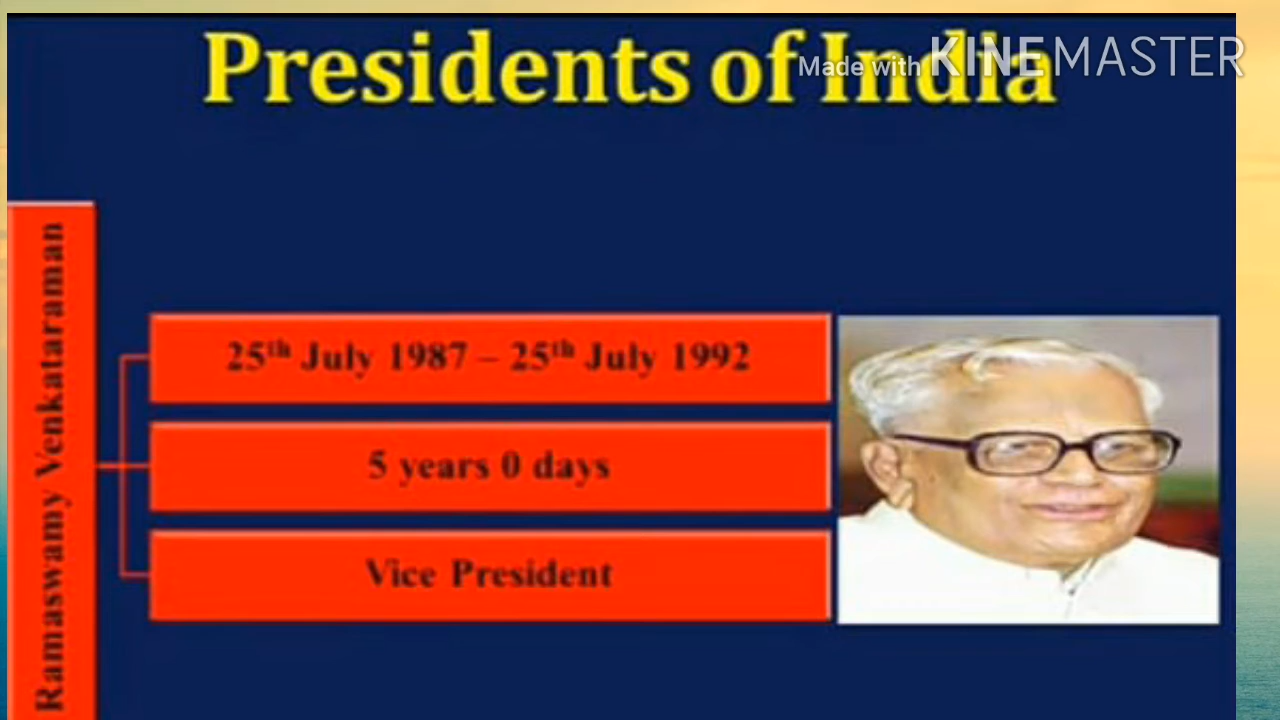 Presidents of India
Made with KINEMASTER
Ramaswamy Venkataraman
25th July 1987 – 25th July 1992
5 years 0 days
Vice President